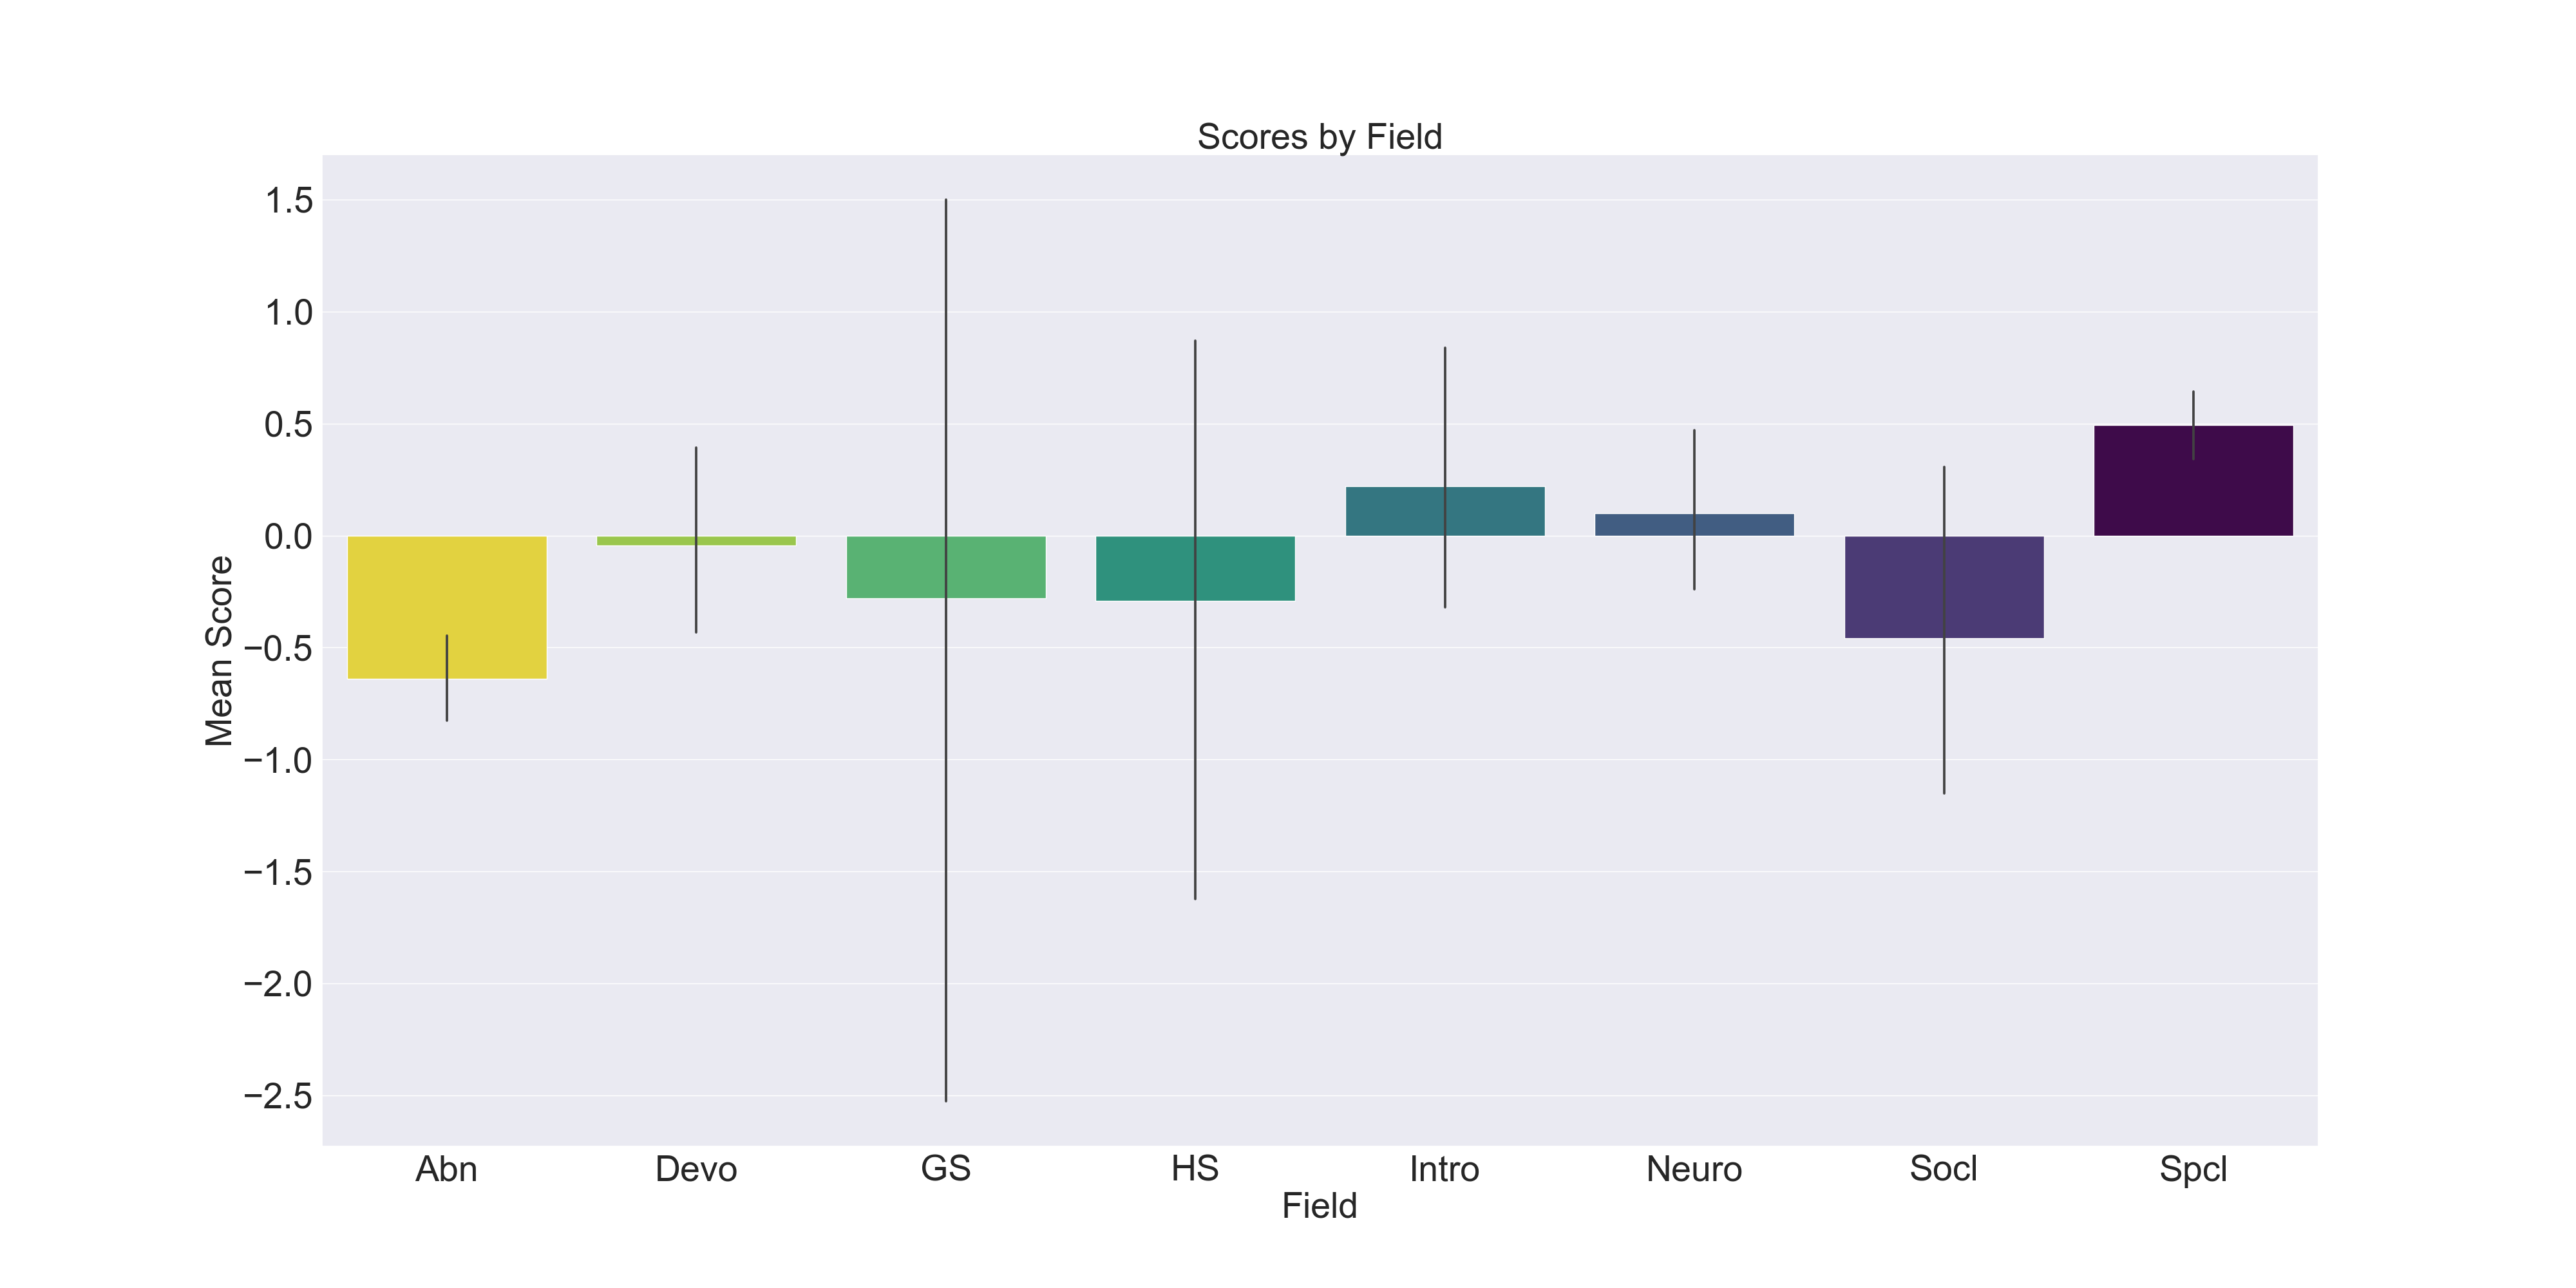 Scores by Field
1.5
1.0
0.5
0.0
−0.5
−1.0
−1.5
−2.0
−2.5
Mean Score
Abn Devo GS HS Intro Neuro Socl Spcl
Field